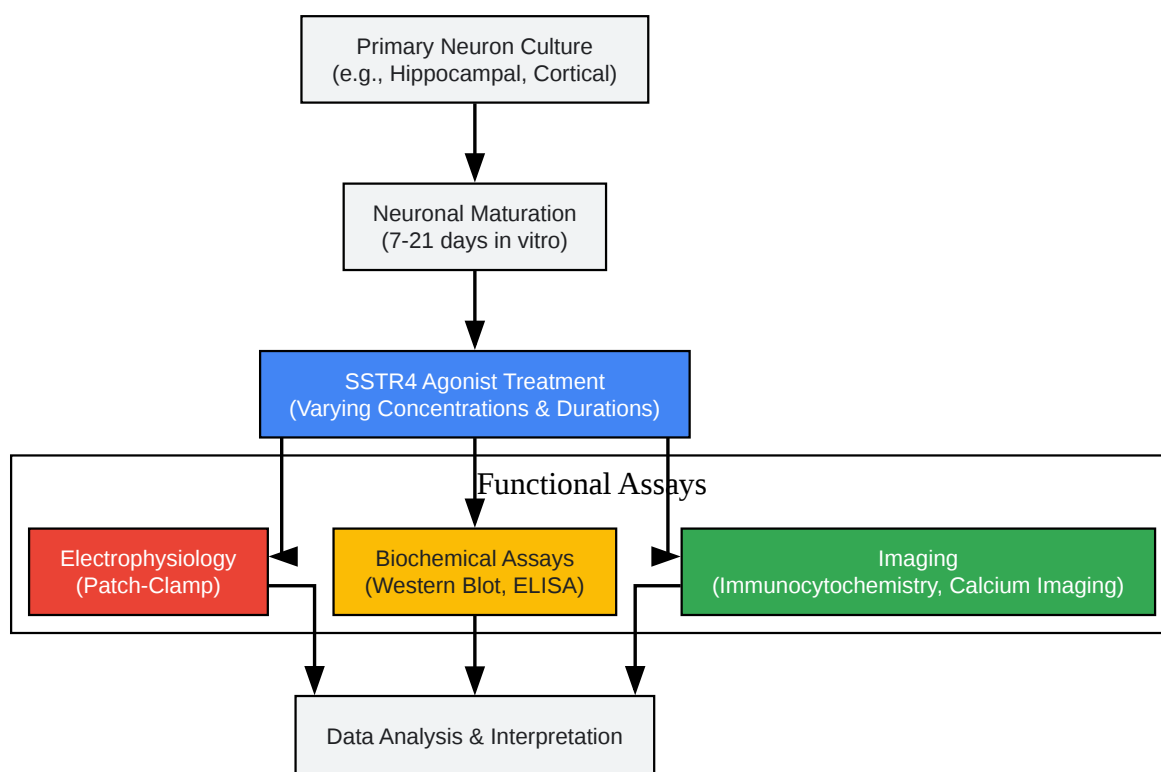 Primary Neuron Culture
(e.g., Hippocampal, Cortical)
Neuronal Maturation
(7-21 days in vitro)
SSTR4 Agonist Treatment
(Varying Concentrations & Durations)
Functional Assays
Electrophysiology
(Patch-Clamp)
Biochemical Assays
(Western Blot, ELISA)
Imaging
(Immunocytochemistry, Calcium Imaging)
Data Analysis & Interpretation